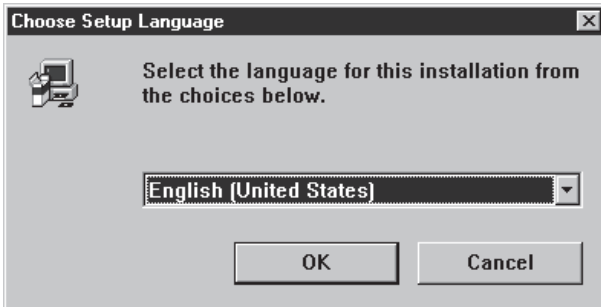 Choose Setup Language
Select the language for this installation from
the choices below.
English (United States)
OK
Cancel